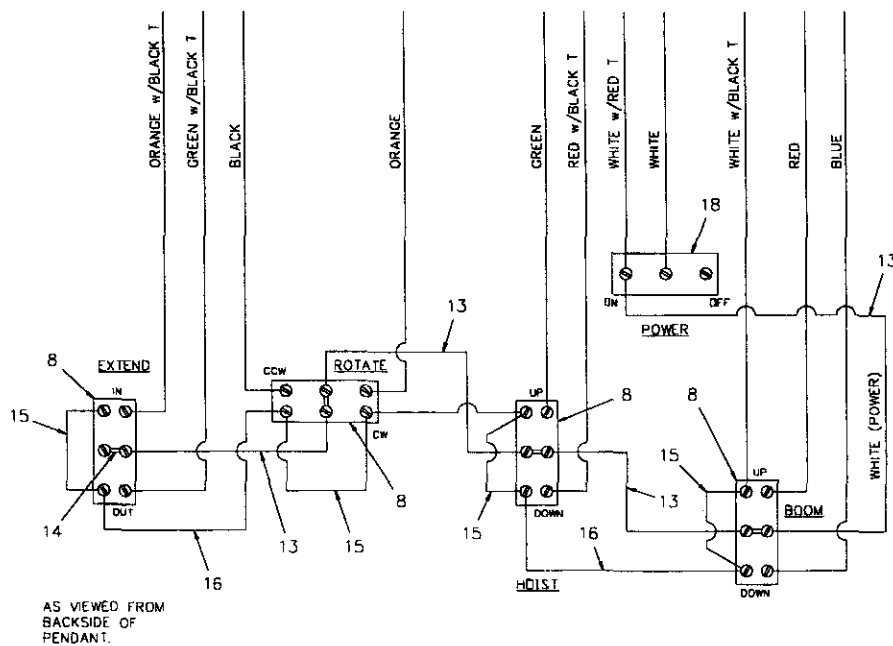 ORANGE w/BLACK T
GREEN w/BLACK T
BLACK
ORANGE
GREEN
RED w/BLACK T
WHITE w/RED T
WHITE
WHITE w/BLACK T
RED
BLUE
18
13
ON
OFF
POWER
13
8
EXTEND
CCW
ROTATE
IN
UP
8
8
WHITE (POWER)
15
CW
8
15
UP
BOOM
OUT
DOWN
14
13
15
15
13
16
16
HOIST
DOWN
AS VIEWED FROM
BACKSIDE OF
PENDANT.